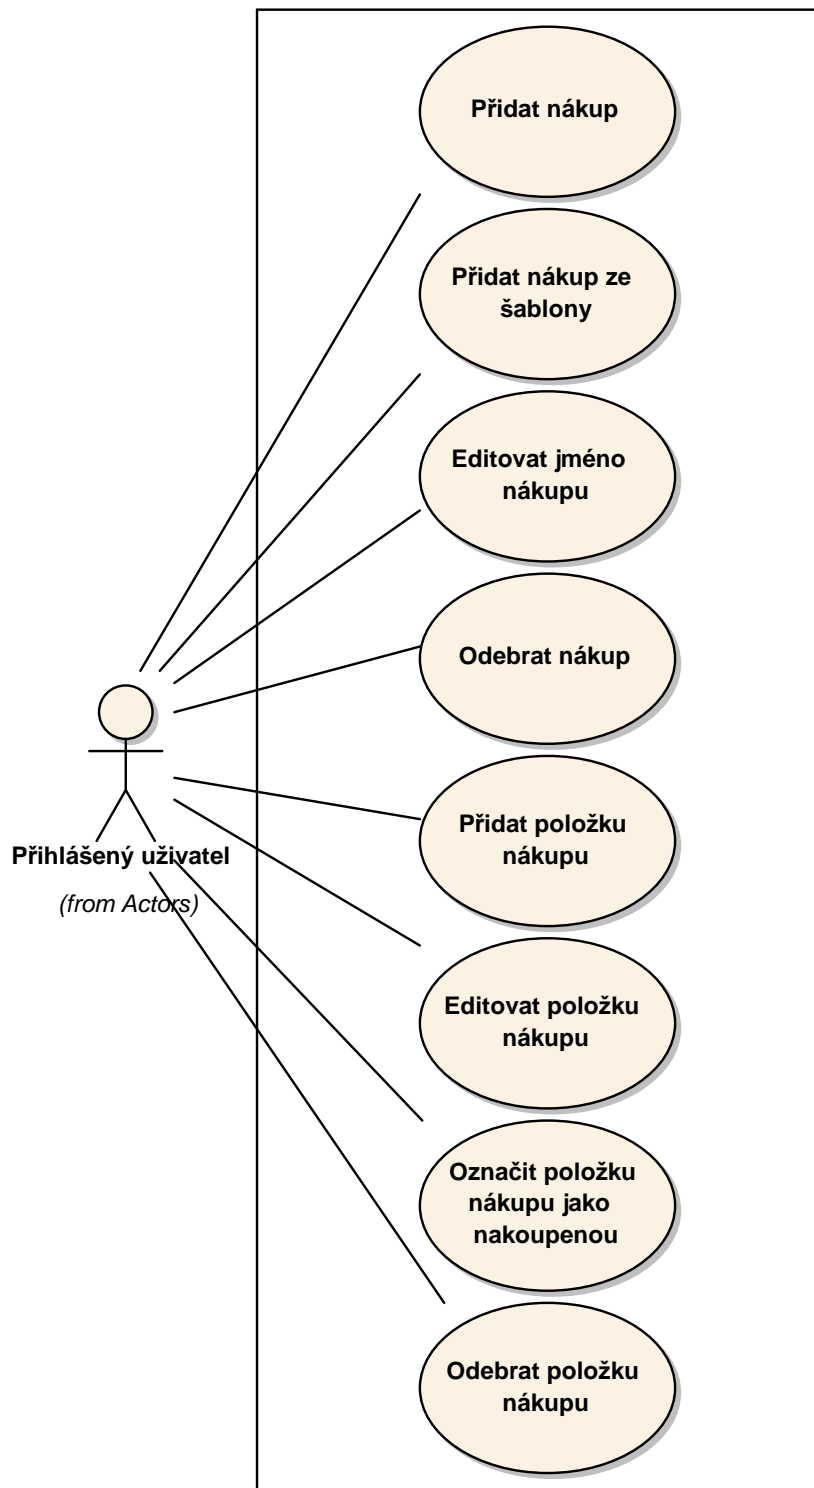 Přidat nákup
Přidat nákup ze
šablony
Editovat jméno
nákupu
Odebrat nákup
Přidat položku
nákupu
Přihlášený uživatel
(from Actors)
Editovat položku
nákupu
Označit položku
nákupu jako
nakoupenou
Odebrat položku
nákupu